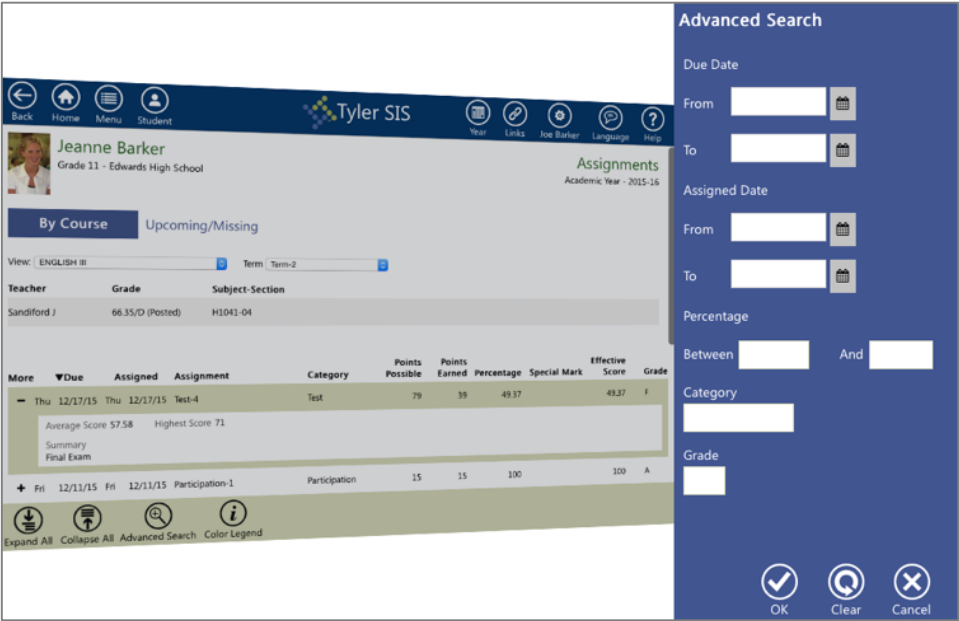 Back Home Menu Student Tyler SIS Year Links Joe Barker Language Help
Jeanne Barker
Grade 11 - Edwards High School
Assignments
Academic Year - 2015-16
By Course Upcoming/Missing
View: ENGLISH III Term Term-2
Teacher Grade Subject-Section
Sandiford J 66.35/D (Posted) H1041-04
More ▼Due Assigned Assignment Category Points Possible Points Earned Percentage Special Mark Effective Score Grade
− Thu 12/17/15 Thu 12/17/15 Test-4 Test 79 39 49.37 49.37 F
Average Score 57.58 Highest Score 71
Summary
Final Exam
+ Fri 12/11/15 Fri 12/11/15 Participation-1 Participation 15 15 100 100 A
Expand All Collapse All Advanced Search Color Legend
Advanced Search
Due Date
From
To
Assigned Date
From
To
Percentage
Between And
Category
Grade
OK Clear Cancel